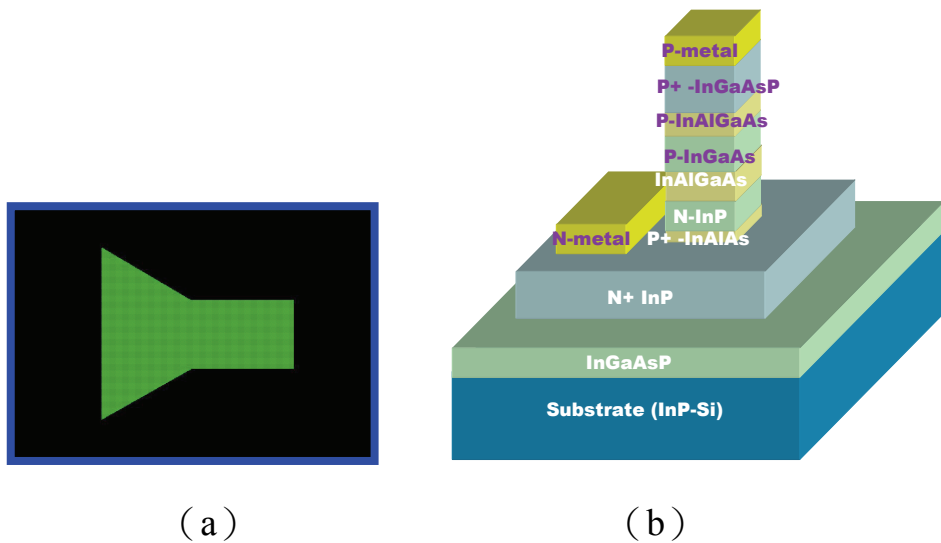 P-metal
P+ -InGaAsP
P-InAlGaAs
P-InGaAs
InAlGaAs
N-InP
N-metal
P+ -InAlAs
N+ InP
InGaAsP
Substrate (InP-Si)
(a)
(b)